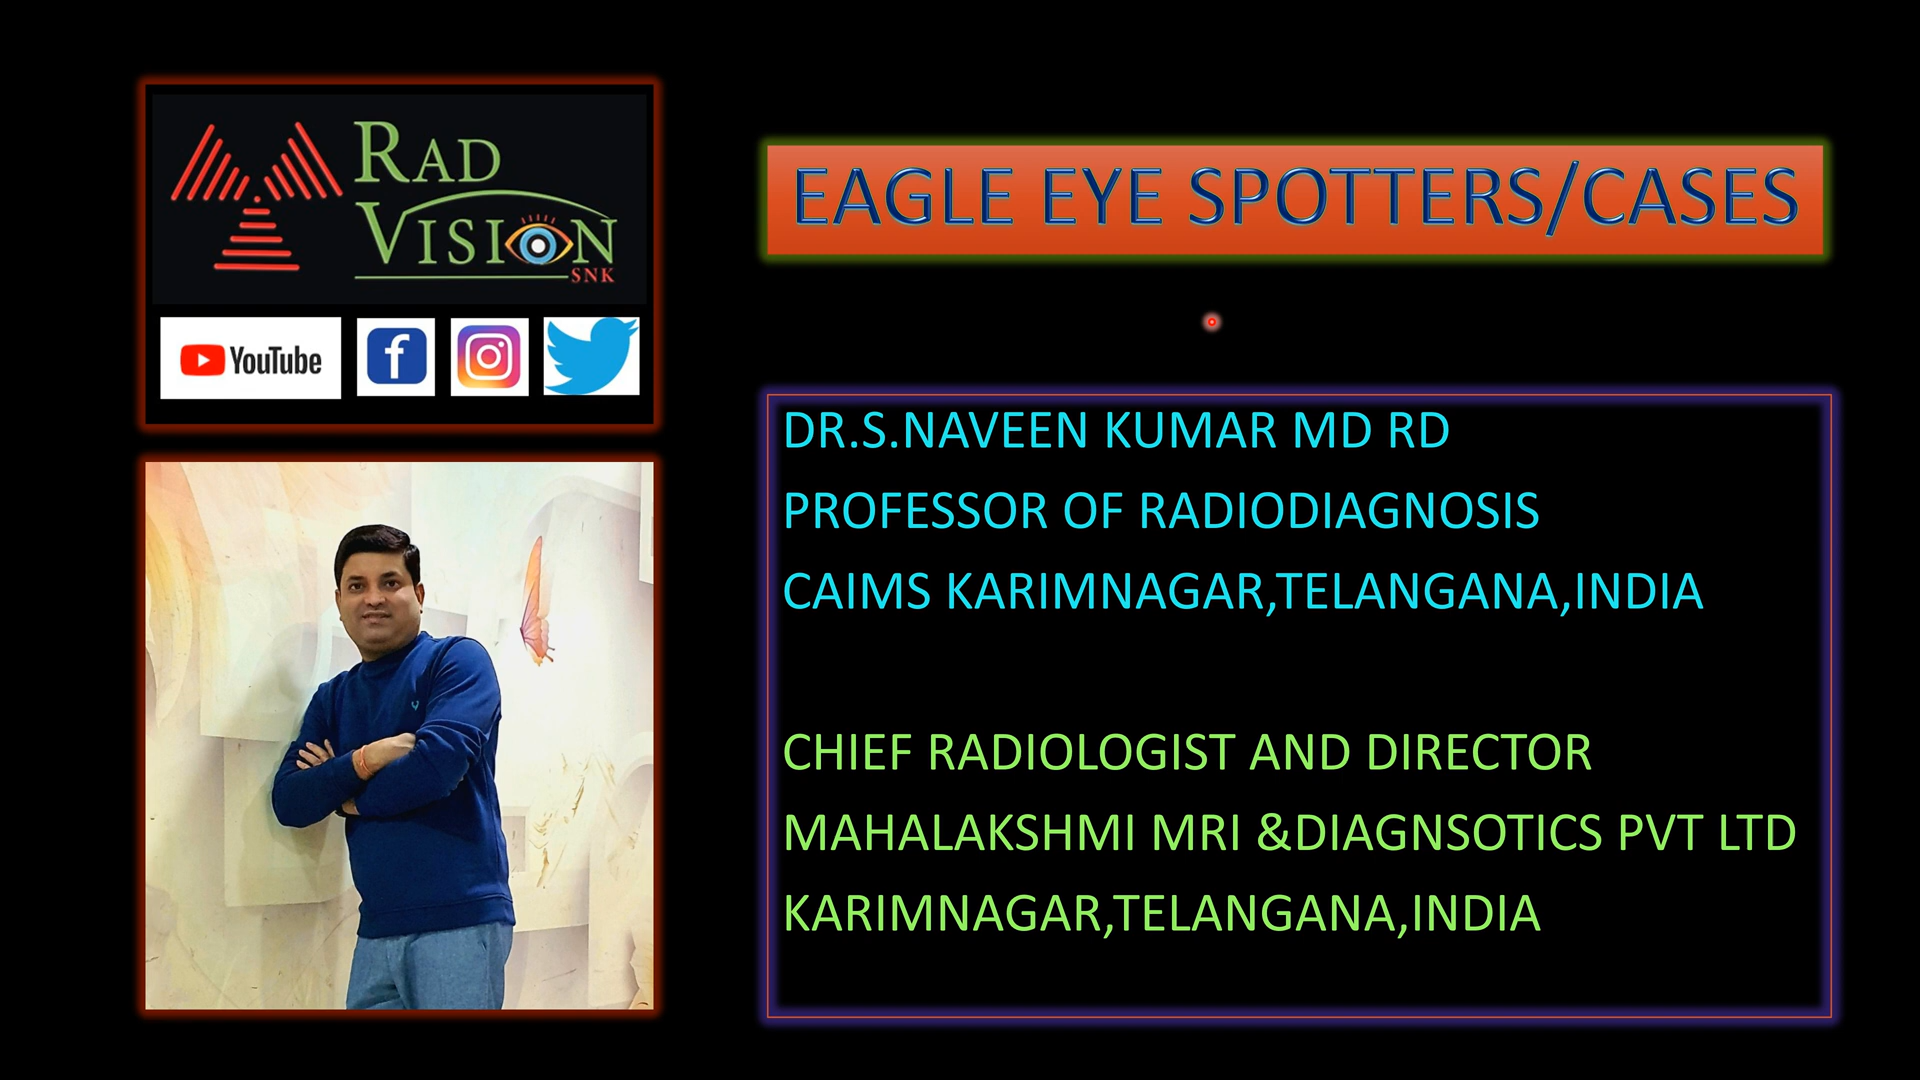 RAD
VISION
SNK
YouTube
EAGLE EYE SPOTTERS/CASES
DR.S.NAVEEN KUMAR MD RD
PROFESSOR OF RADIODIAGNOSIS
CAIMS KARIMNAGAR,TELANGANA,INDIA
CHIEF RADIOLOGIST AND DIRECTOR
MAHALAKSHMI MRI &DIAGNSOTICS PVT LTD
KARIMNAGAR,TELANGANA,INDIA